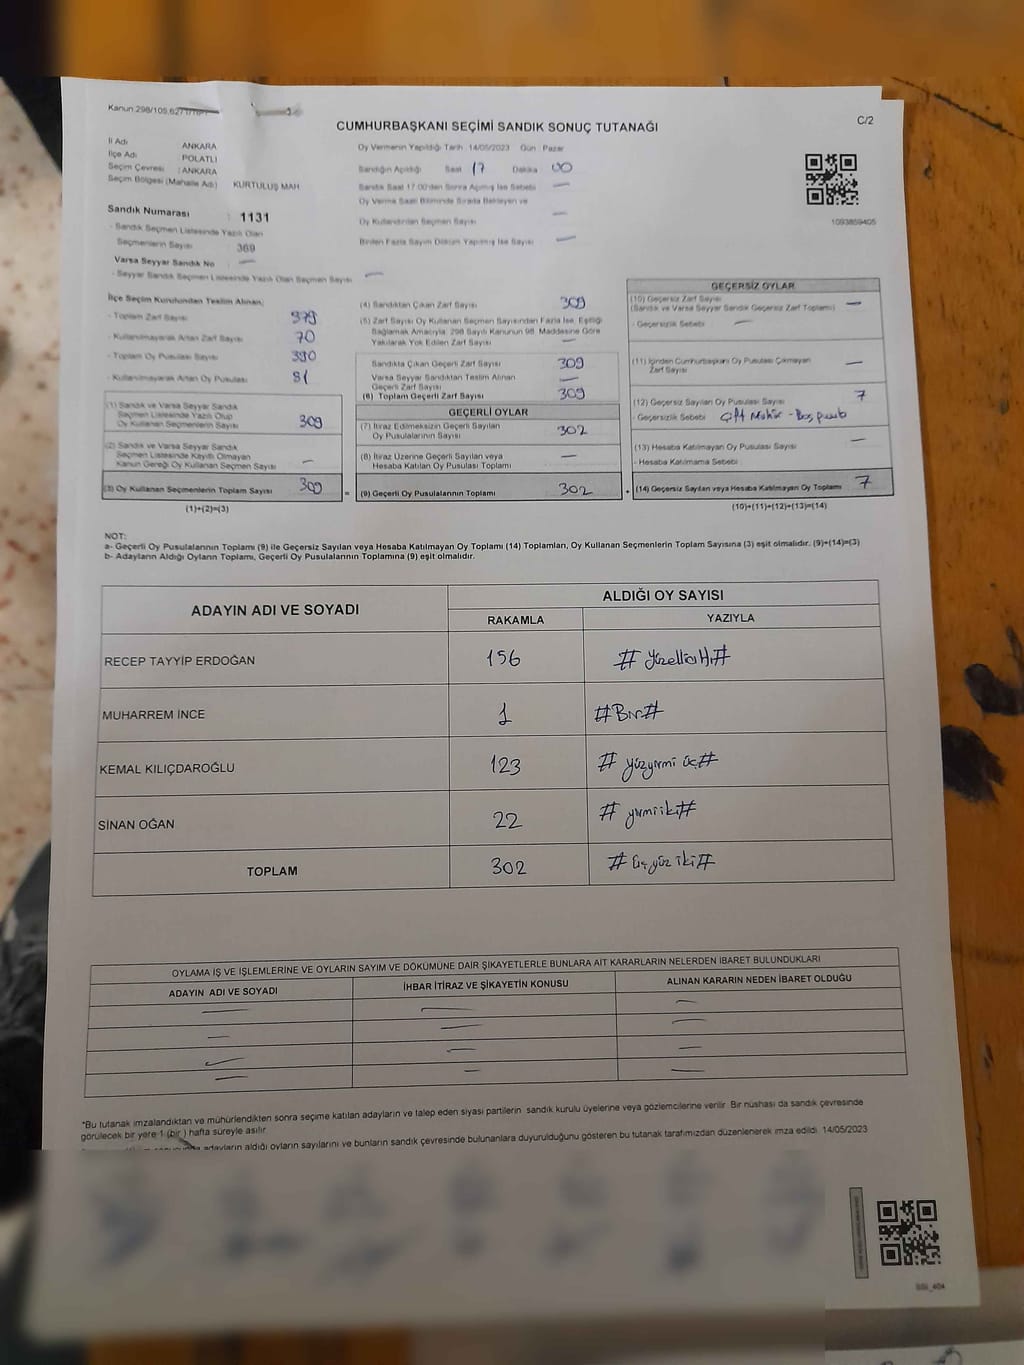 Kanun 298/105,627
C/2
CUMHURBAŞKANI SEÇİMİ SANDIK SONUÇ TUTANAĞI
İl Adı ANKARA
İlçe Adı POLATLI
Seçim Çevresi : ANKARA
Seçim Bölgesi (Mahalle Adı) KURTULUŞ MAH
Sandık Numarası : 1131
- Sandık Seçmen Listesinde Yazılı Olan
Seçmenlerin Sayısı 369
Varsa Seyyar Sandık No —
- Seyyar Sandık Seçmen Listesinde Yazılı Olan Seçmen Sayısı —
Oy Vermenin Yapıldığı Tarih :14/05/2023 Gün : Pazar
Sandığın Açıldığı Saat 17 Dakika 00
Sandık Saat 17.00'den Sonra Açılmış İse Sebebi —
Oy Verme Saati Bitiminde Sırada Bekleyen ve
Oy Kullandırılan Seçmen Sayısı —
Birden Fazla Sayım Döküm Yapılmış İse Sayısı —
1093859405
İlçe Seçim Kurulundan Teslim Alınan;
- Toplam Zarf Sayısı 379
- Kullanılmayarak Artan Zarf Sayısı 70
- Toplam Oy Pusulası Sayısı 390
- Kullanılmayarak Artan Oy Pusulası 81
(1) Sandık ve Varsa Seyyar Sandık
Seçmen Listesinde Yazılı Olup
Oy Kullanan Seçmenlerin Sayısı 309
(2) Sandık ve Varsa Seyyar Sandık
Seçmen Listesinde Kayıtlı Olmayan
Kanun Gereği Oy Kullanan Seçmen Sayısı —
(3) Oy Kullanan Seçmenlerin Toplam Sayısı 309
(1)+(2)=(3)
(4) Sandıktan Çıkan Zarf Sayısı 309
(5) Zarf Sayısı Oy Kullanan Seçmen Sayısından Fazla İse, Eşitliği
Sağlamak Amacıyla; 298 Sayılı Kanunun 98. Maddesine Göre
Yakılarak Yok Edilen Zarf Sayısı —
Sandıkta Çıkan Geçerli Zarf Sayısı 309
Varsa Seyyar Sandıktan Teslim Alınan
Geçerli Zarf Sayısı —
(6) Toplam Geçerli Zarf Sayısı 309
GEÇERLİ OYLAR
(7) İtiraz Edilmeksizin Geçerli Sayılan
Oy Pusulalarının Sayısı 302
(8) İtiraz Üzerine Geçerli Sayılan veya
Hesaba Katılan Oy Pusulası Toplamı —
= (9) Geçerli Oy Pusulalarının Toplamı 302
GEÇERSİZ OYLAR
(10) Geçersiz Zarf Sayısı
(Sandık ve Varsa Seyyar Sandık Geçersiz Zarf Toplamı) —
- Geçersizlik Sebebi —
(11) İçinden Cumhurbaşkanı Oy Pusulası Çıkmayan
Zarf Sayısı —
(12) Geçersiz Sayılan Oy Pusulası Sayısı 7
- Geçersizlik Sebebi Çift Mühür - Boş pusula
(13) Hesaba Katılmayan Oy Pusulası Sayısı —
- Hesaba Katılmama Sebebi
+ (14) Geçersiz Sayılan veya Hesaba Katılmayan Oy Toplamı 7
(10)+(11)+(12)+(13)=(14)
NOT:
a- Geçerli Oy Pusulalarının Toplamı (9) ile Geçersiz Sayılan veya Hesaba Katılmayan Oy Toplamı (14) Toplamları, Oy Kullanan Seçmenlerin Toplam Sayısına (3) eşit olmalıdır. (9)+(14)=(3)
b- Adayların Aldığı Oyların Toplamı, Geçerli Oy Pusulalarının Toplamına (9) eşit olmalıdır.
ADAYIN ADI VE SOYADI ALDIĞI OY SAYISI
RAKAMLA YAZIYLA
RECEP TAYYİP ERDOĞAN 156 # Yüzellialtı#
MUHARREM İNCE 1 #Bir#
KEMAL KILIÇDAROĞLU 123 # yüzyirmi üç#
SİNAN OĞAN 22 # yirmiiki#
TOPLAM 302 # üçyüz iki#
OYLAMA İŞ VE İŞLEMLERİNE VE OYLARIN SAYIM VE DÖKÜMÜNE DAİR ŞİKAYETLERLE BUNLARA AİT KARARLARIN NELERDEN İBARET BULUNDUKLARI
ADAYIN ADI VE SOYADI İHBAR İTİRAZ VE ŞİKAYETİN KONUSU ALINAN KARARIN NEDEN İBARET OLDUĞU
*Bu tutanak imzalandıktan ve mühürlendikten sonra seçime katılan adayların ve talep eden siyasi partilerin sandık kurulu üyelerine veya gözlemcilerine verilir. Bir nüshası da sandık çevresinde
görülecek bir yere 1 (bir ) hafta süreyle asılır.
adayların aldığı oyların sayılarını ve bunların sandık çevresinde bulunanlara duyurulduğunu gösteren bu tutanak tarafımızdan düzenlenerek imza edildi. 14/05/2023